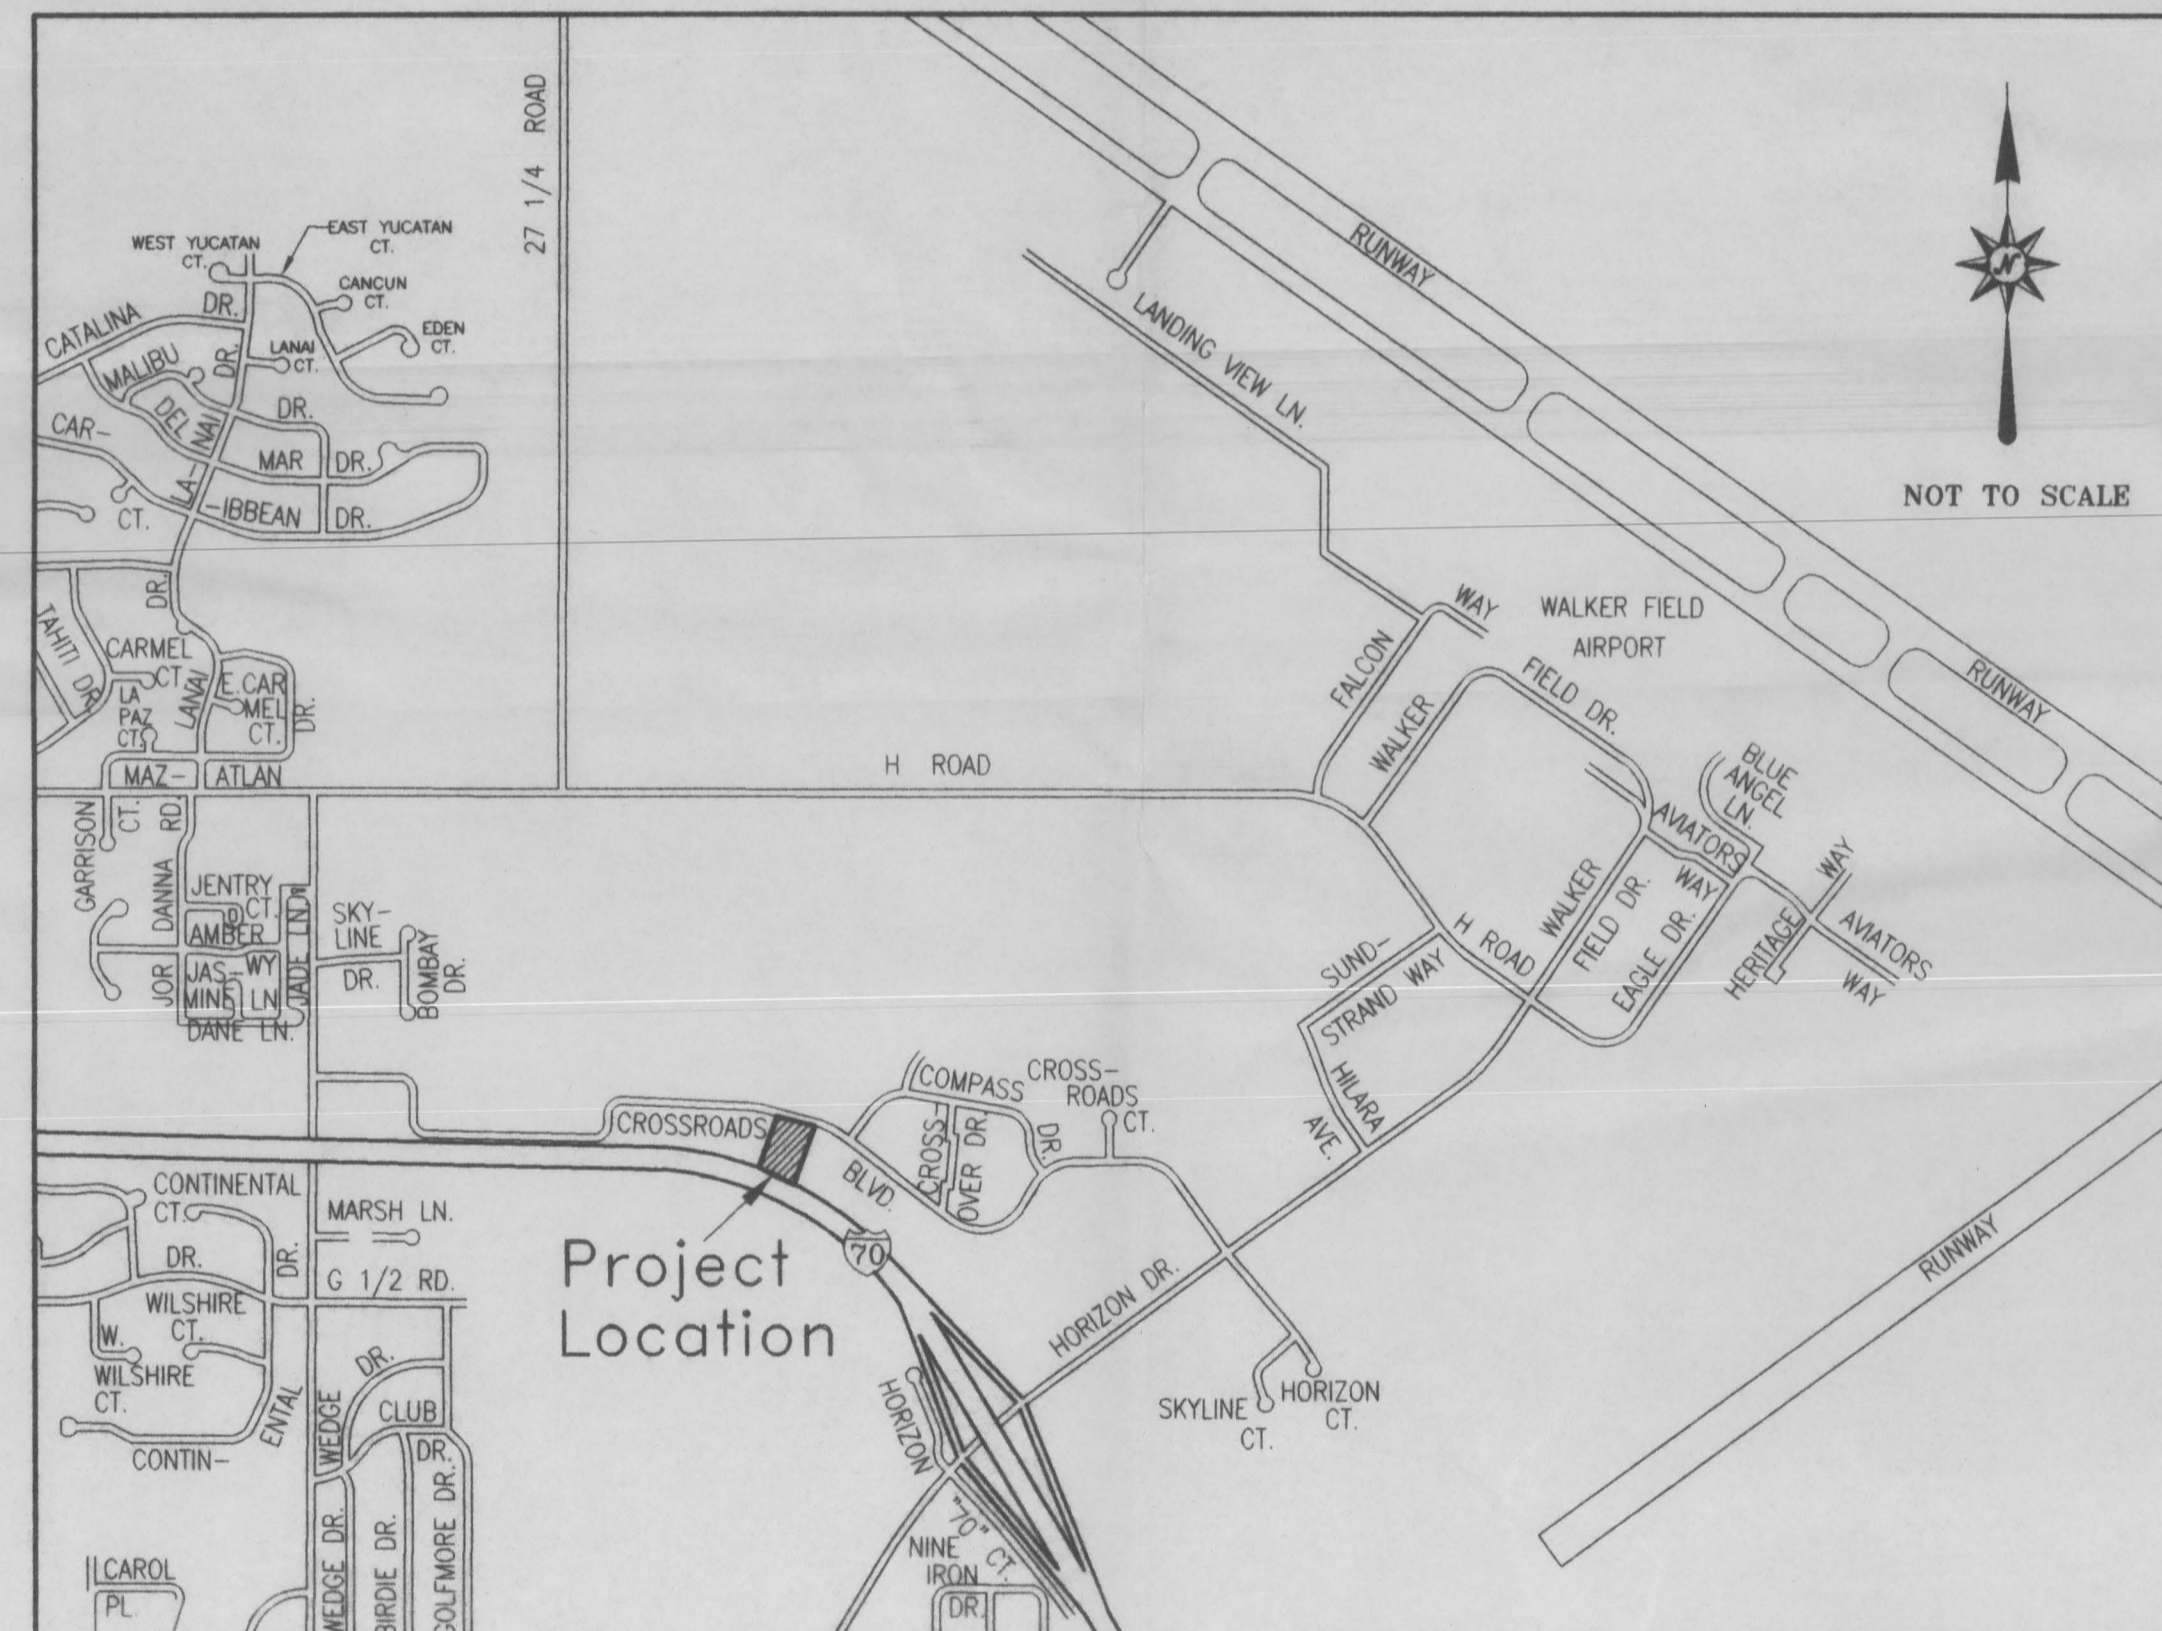 27 1/4 ROAD
WEST YUCATAN
CT.
EAST YUCATAN
CT.
CANCUN
CT.
EDEN
CT.
CATALINA
DR.
MALIBU
DR.
LANAI
CT.
DR.
CAR-
DEL
MAR
DR.
LA-
NAI
-IBBEAN
DR.
CT.
DR.
TAHITI DR.
CARMEL
CT.
LA
PAZ
CT.
LANAI
E. CAR
MEL
CT.
DR.
MAZ-
ATLAN
RUNWAY
LANDING VIEW LN.
N
NOT TO SCALE
WALKER FIELD
AIRPORT
WAY
FALCON
WALKER
FIELD DR.
RUNWAY
H ROAD
BLUE
ANGEL
LN.
AVIATORS
WAY
WAY
HERITAGE
AVIATORS
WAY
WALKER
FIELD DR.
EAGLE DR.
H ROAD
SUND-
STRAND WAY
HILARA
AVE.
GARRISON
CT.
RD.
DANNA
JOR
JENTRY
CT.
AMBER
WY
JAS-
MINE LN
JADE LN
DANE LN.
SKY-
LINE
DR.
BOMBAY
DR.
COMPASS
DR.
CROSS-
ROADS
CT.
CROSS-
OVER DR.
CROSSROADS
BLVD.
Project
Location
70
CONTINENTAL
CT.
DR.
DR.
MARSH LN.
G 1/2 RD.
WILSHIRE
CT.
W.
WILSHIRE
CT.
CONTIN-
ENTAL
WEDGE
DR.
CLUB
DR.
WEDGE DR.
BIRDIE DR.
GOLFMORE DR.
CAROL
PL.
HORIZON DR.
HORIZON
"70"
CT.
NINE
IRON
DR.
SKYLINE
CT.
HORIZON
CT.
RUNWAY